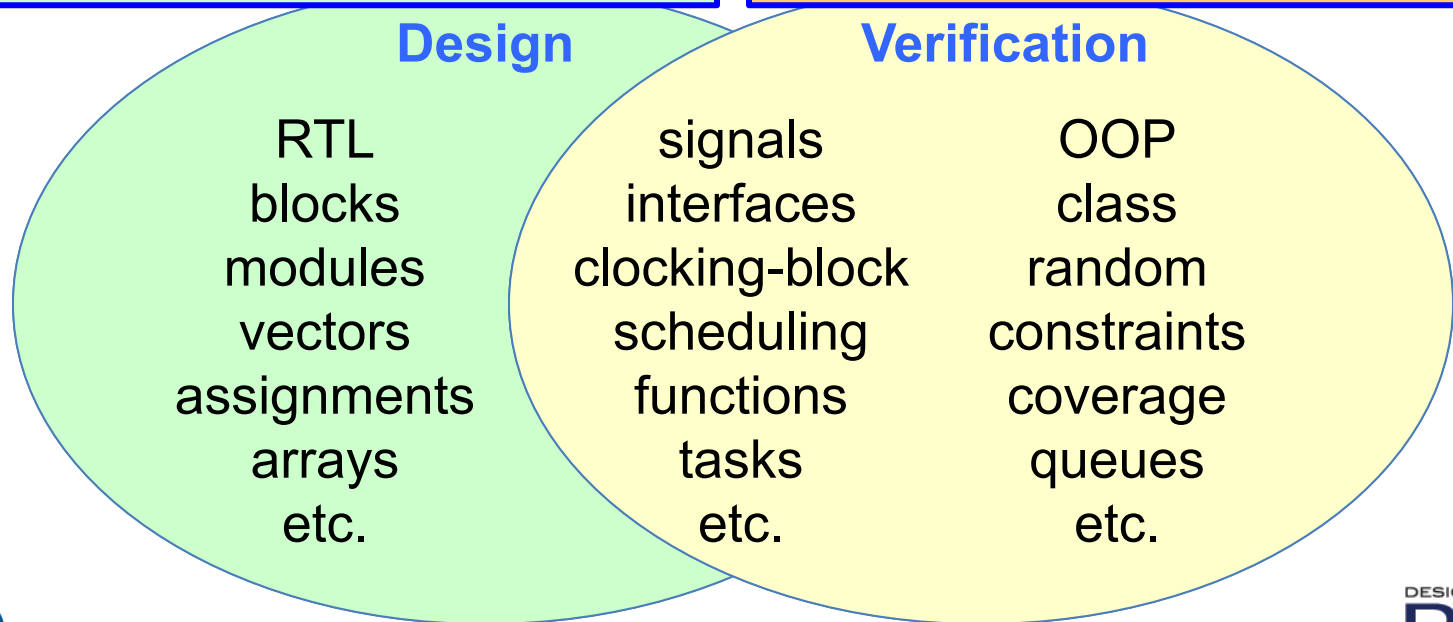 Design
Verification
RTL
blocks
modules
vectors
assignments
arrays
etc.
signals
interfaces
clocking-block
scheduling
functions
tasks
etc.
OOP
class
random
constraints
coverage
queues
etc.